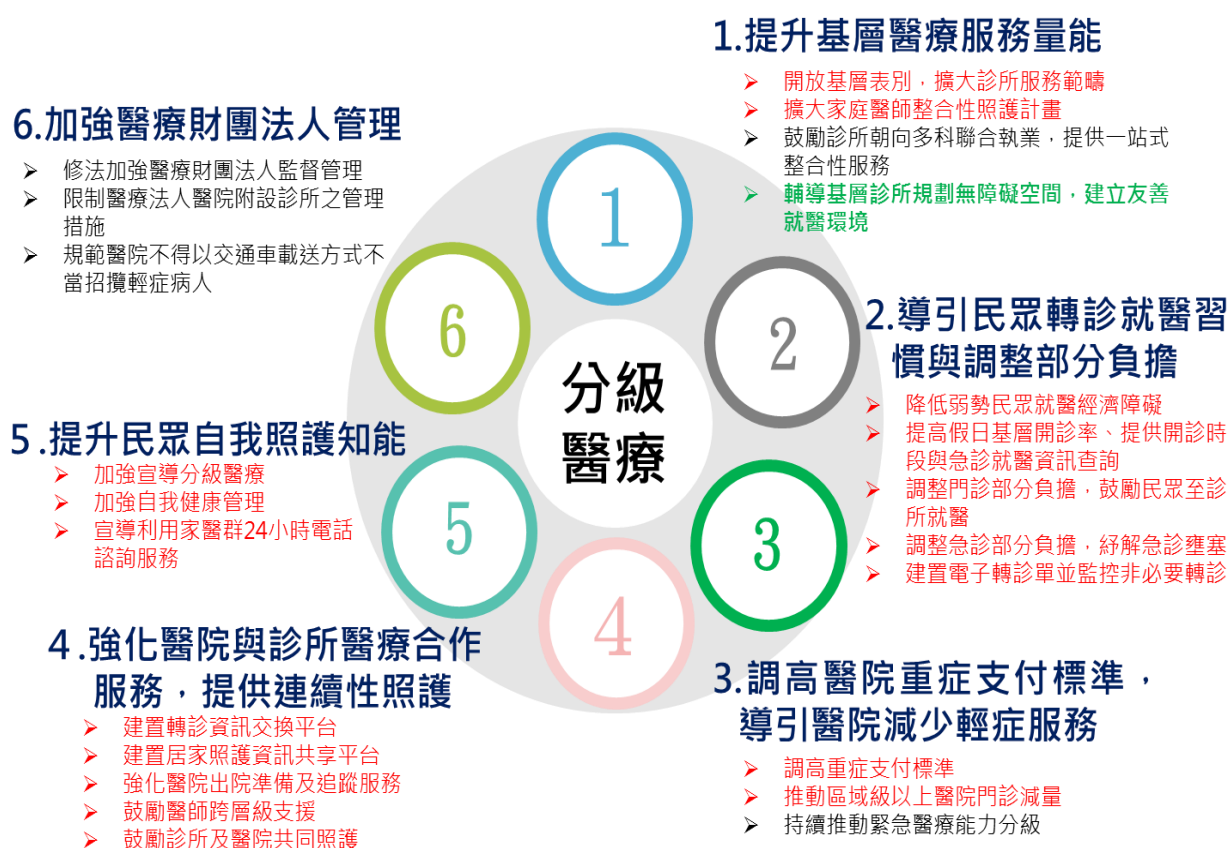 1.提升基層醫療服務量能
➢ 開放基層表別，擴大診所服務範疇
➢ 擴大家庭醫師整合性照護計畫
➢ 鼓勵診所朝向多科聯合執業，提供一站式
整合性服務
➢ 輔導基層診所規劃無障礙空間，建立友善
就醫環境
2.導引民眾轉診就醫習
慣與調整部分負擔
➢ 降低弱勢民眾就醫經濟障礙
➢ 提高假日基層開診率、提供開診時
段與急診就醫資訊查詢
➢ 調整門診部分負擔，鼓勵民眾至診
所就醫
➢ 調整急診部分負擔，紓解急診壅塞
➢ 建置電子轉診單並監控非必要轉診
3.調高醫院重症支付標準，
導引醫院減少輕症服務
➢ 調高重症支付標準
➢ 推動區域級以上醫院門診減量
➢ 持續推動緊急醫療能力分級
4.強化醫院與診所醫療合作
服務，提供連續性照護
➢ 建置轉診資訊交換平台
➢ 建置居家照護資訊共享平台
➢ 強化醫院出院準備及追蹤服務
➢ 鼓勵醫師跨層級支援
➢ 鼓勵診所及醫院共同照護
5.提升民眾自我照護知能
➢ 加強宣導分級醫療
➢ 加強自我健康管理
➢ 宣導利用家醫群24小時電話
諮詢服務
6.加強醫療財團法人管理
➢ 修法加強醫療財團法人監督管理
➢ 限制醫療法人醫院附設診所之管理
措施
➢ 規範醫院不得以交通車載送方式不
當招攬輕症病人
分級
醫療
1
2
3
4
5
6